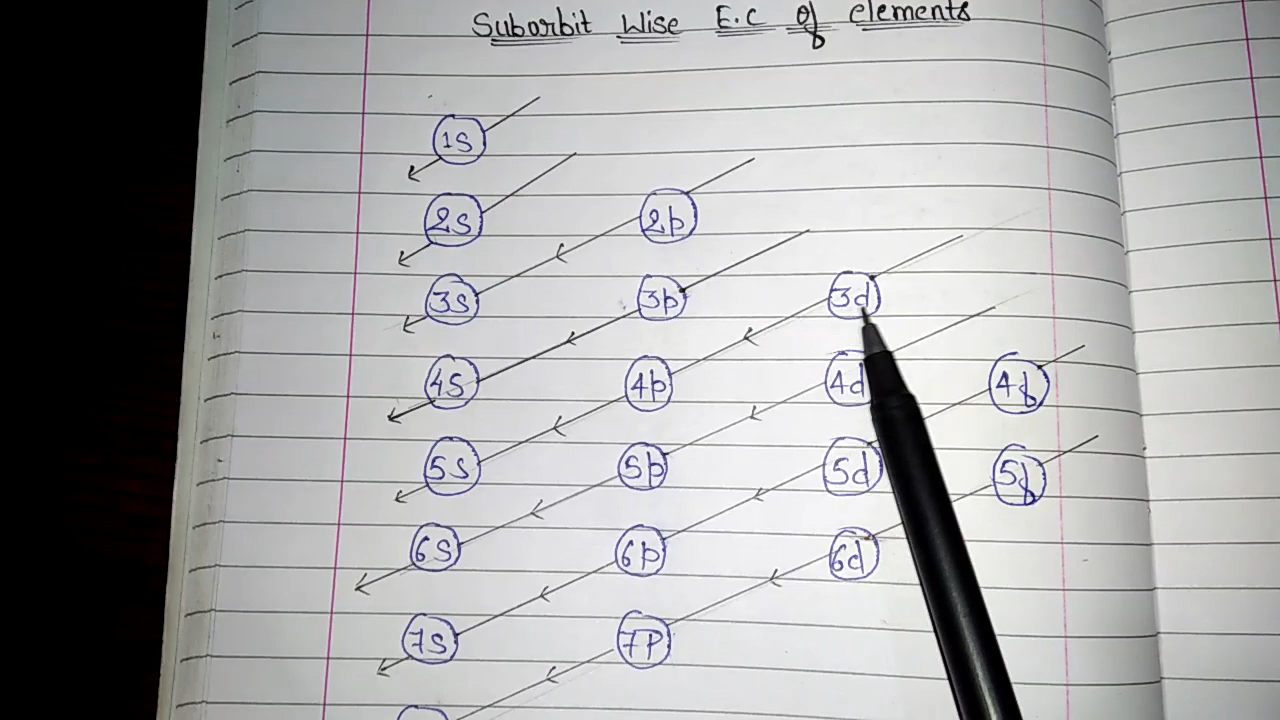 Subarbit Wise E.C of elements
1s
2s 2p
3s 3p 3d
4s 4p 4d 4f
5s 5p 5d 5f
6s 6p 6d
7s 7p